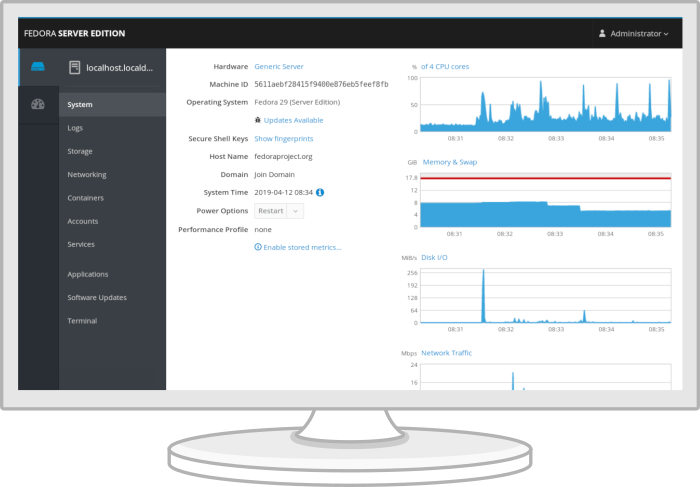 FEDORA SERVER EDITION
Administrator
localhost.locald...
System
Logs
Storage
Networking
Containers
Accounts
Services
Applications
Software Updates
Terminal
Hardware Generic Server
Machine ID 5611aebf28415f9400e876eb5feef8fb
Operating System Fedora 29 (Server Edition)
Updates Available
Secure Shell Keys Show fingerprints
Host Name fedoraproject.org
Domain Join Domain
System Time 2019-04-12 08:34
Power Options Restart
Performance Profile none
Enable stored metrics...
% of 4 CPU cores
100
50
0
08:31 08:32 08:33 08:34 08:35
GiB Memory & Swap
17.8
12
8
4
0
08:31 08:32 08:33 08:34 08:35
MiB/s Disk I/O
256
192
128
64
0
08:31 08:32 08:33 08:34 08:35
Mbps Network Traffic
24
16